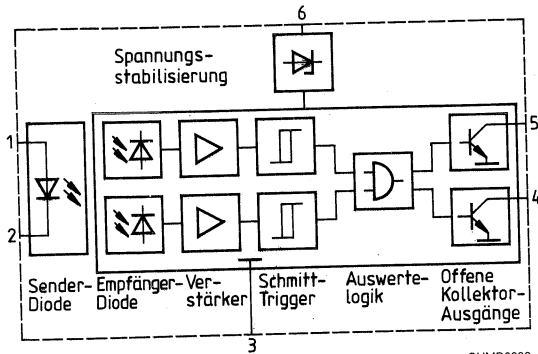 6
Spannungs-
stabilisierung
1
5
2
4
Sender- Empfänger- Ver- Schmitt- Auswerte- Offene
Diode Diode stärker Trigger logik Kollektor-
Ausgänge
3